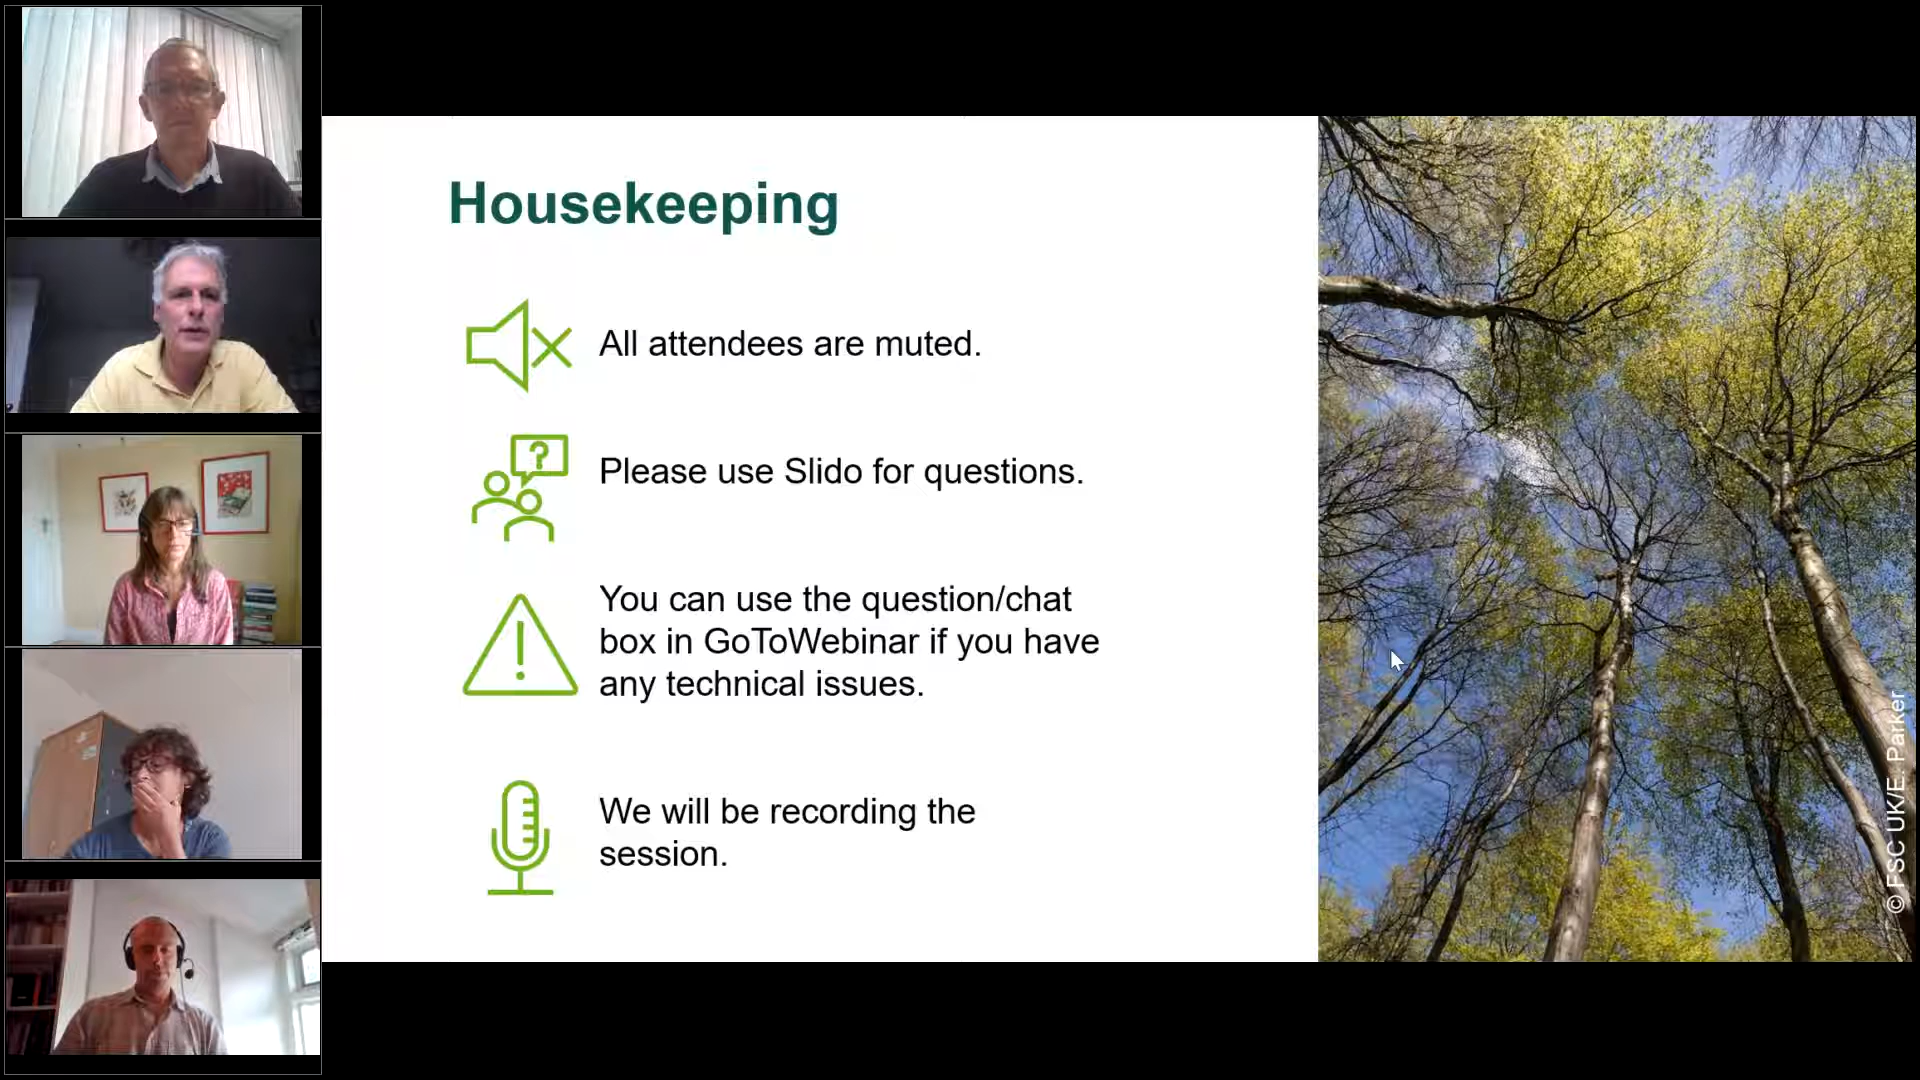 Housekeeping
All attendees are muted.
?
Please use Slido for questions.
You can use the question/chat
box in GoToWebinar if you have
any technical issues.
We will be recording the
session.
© FSC UK/E. Parker